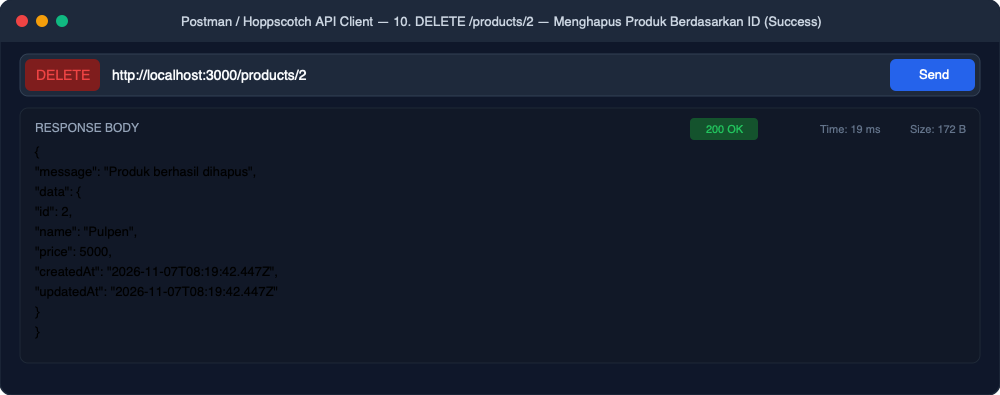 Postman / Hoppscotch API Client — 10. DELETE /products/2 — Menghapus Produk Berdasarkan ID (Success)
DELETE http://localhost:3000/products/2 Send
RESPONSE BODY 200 OK Time: 19 ms Size: 172 B
{
"message": "Produk berhasil dihapus",
"data": {
"id": 2,
"name": "Pulpen",
"price": 5000,
"createdAt": "2026-11-07T08:19:42.447Z",
"updatedAt": "2026-11-07T08:19:42.447Z"
}
}